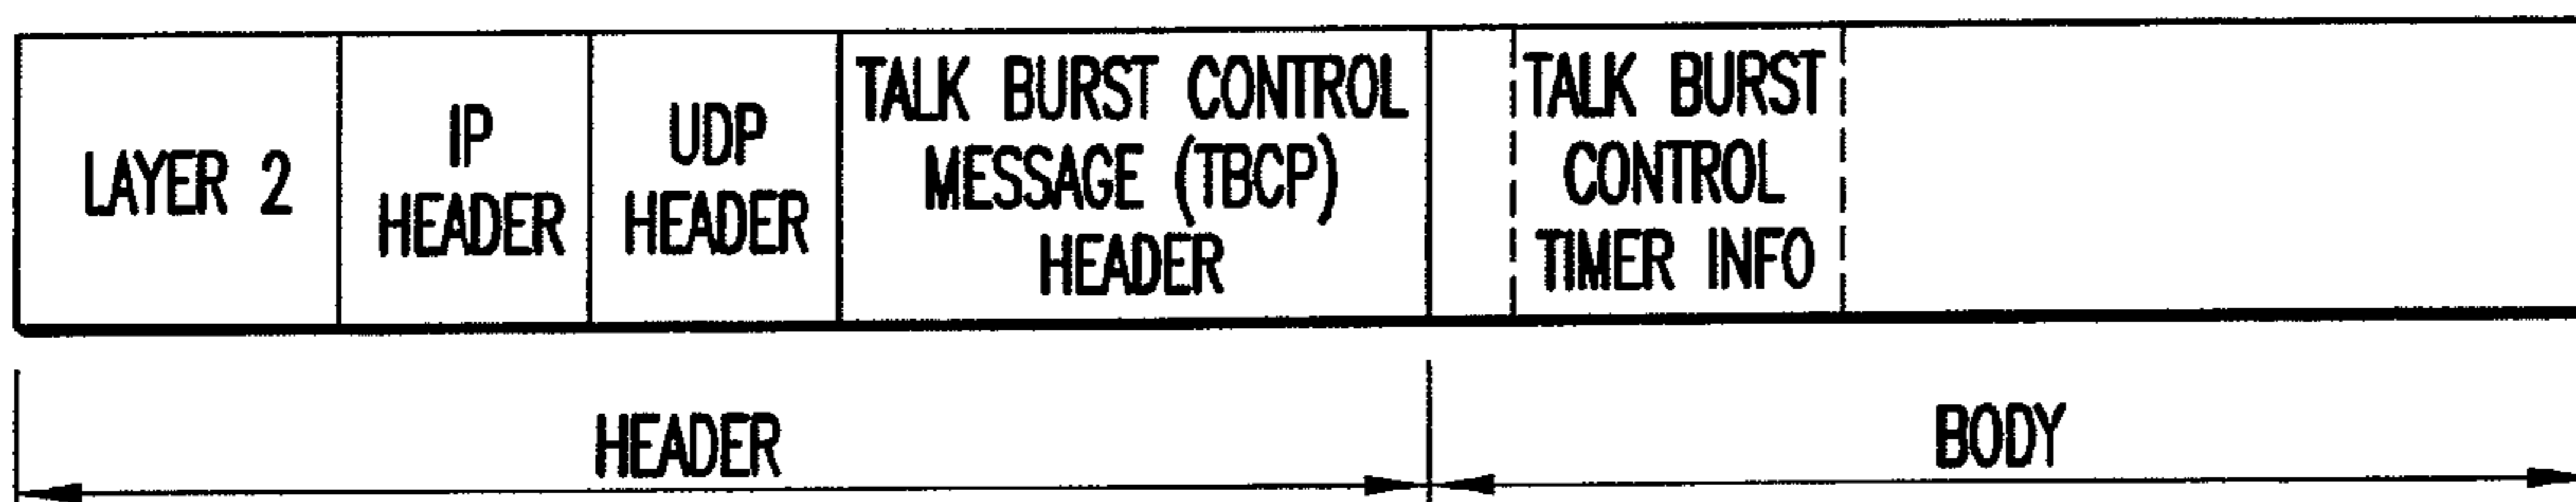 LAYER 2
IP
HEADER
UDP
HEADER
TALK BURST CONTROL
MESSAGE (TBCP)
HEADER
TALK BURST
CONTROL
TIMER INFO
HEADER
BODY